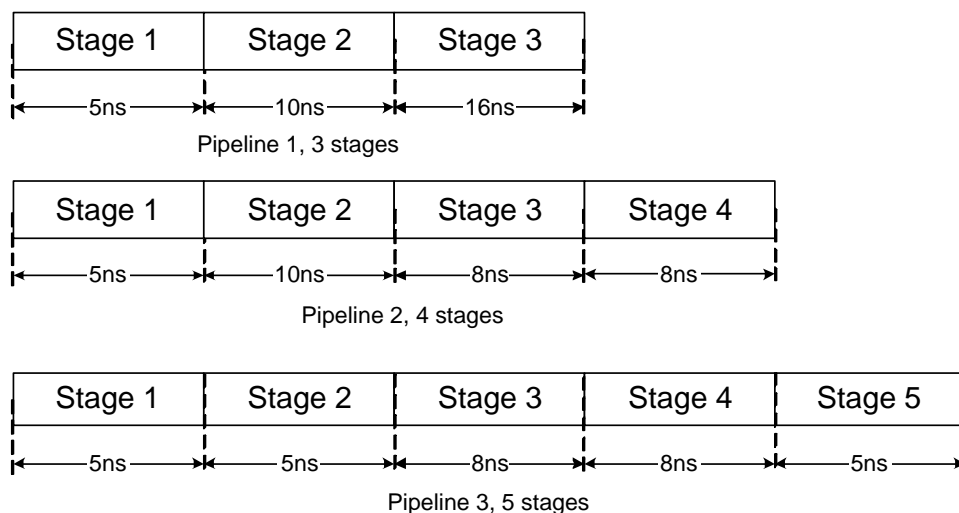 Stage 1 Stage 2 Stage 3
5ns 10ns 16ns
Pipeline 1, 3 stages
Stage 1 Stage 2 Stage 3 Stage 4
5ns 10ns 8ns 8ns
Pipeline 2, 4 stages
Stage 1 Stage 2 Stage 3 Stage 4 Stage 5
5ns 5ns 8ns 8ns 5ns
Pipeline 3, 5 stages